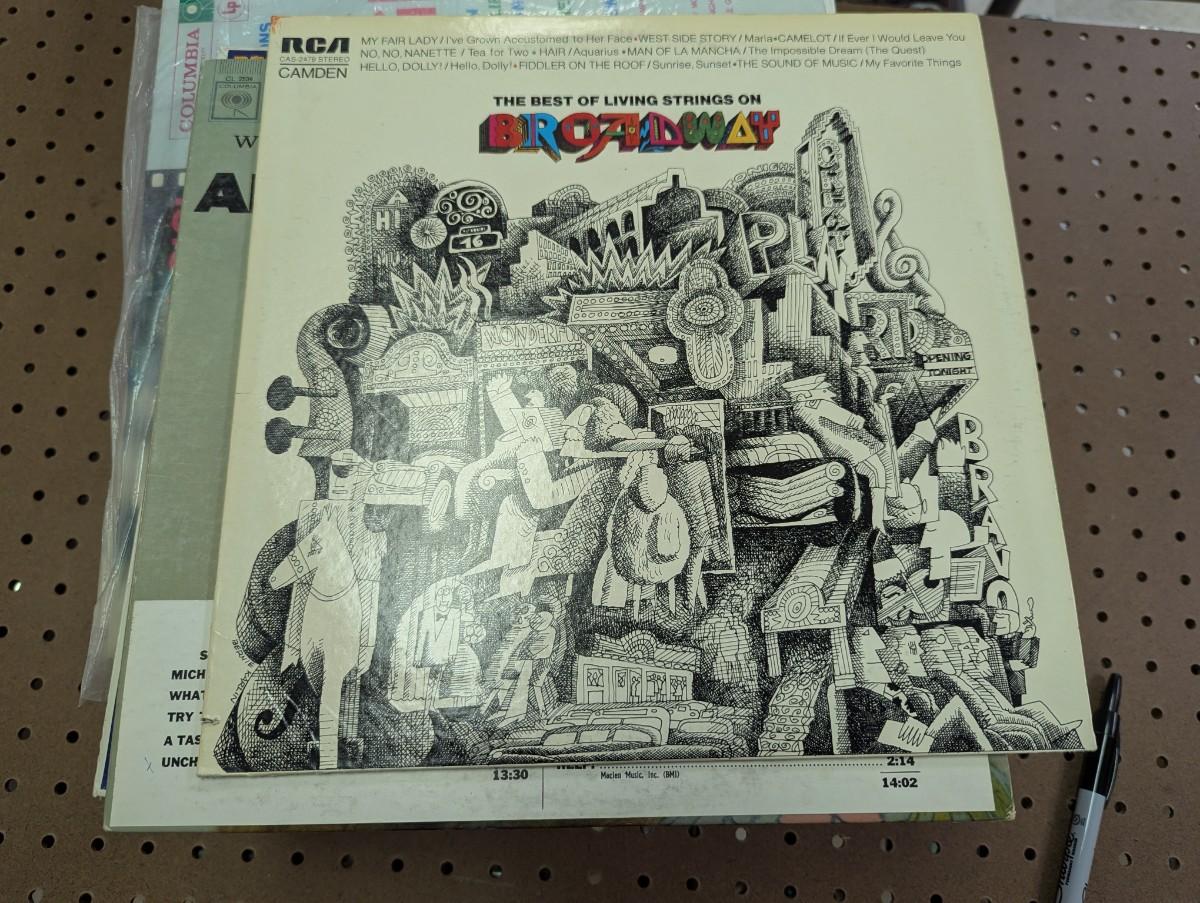 RCA
CAS-2479 STEREO
CAMDEN
MY FAIR LADY / I've Grown Accustomed To Her Face • WEST SIDE STORY / Maria • CAMELOT / If Ever I Would Leave You
NO, NO, NANETTE / Tea for Two • HAIR / Aquarius • MAN OF LA MANCHA / The Impossible Dream (The Quest)
HELLO, DOLLY! / Hello, Dolly! • FIDDLER ON THE ROOF / Sunrise, Sunset • THE SOUND OF MUSIC / My Favorite Things
THE BEST OF LIVING STRINGS ON
BROADWAY
16
WONDERFUL
OPENING
TONIGHT
BRAVO
COLUMBIA
Lp
COLUMBIA
W
A
S
MICH
WHAT
TRY
A TAS
UNCH
13:30
Maclen Music, Inc. (BMI)
2:14
14:02
Sharpie